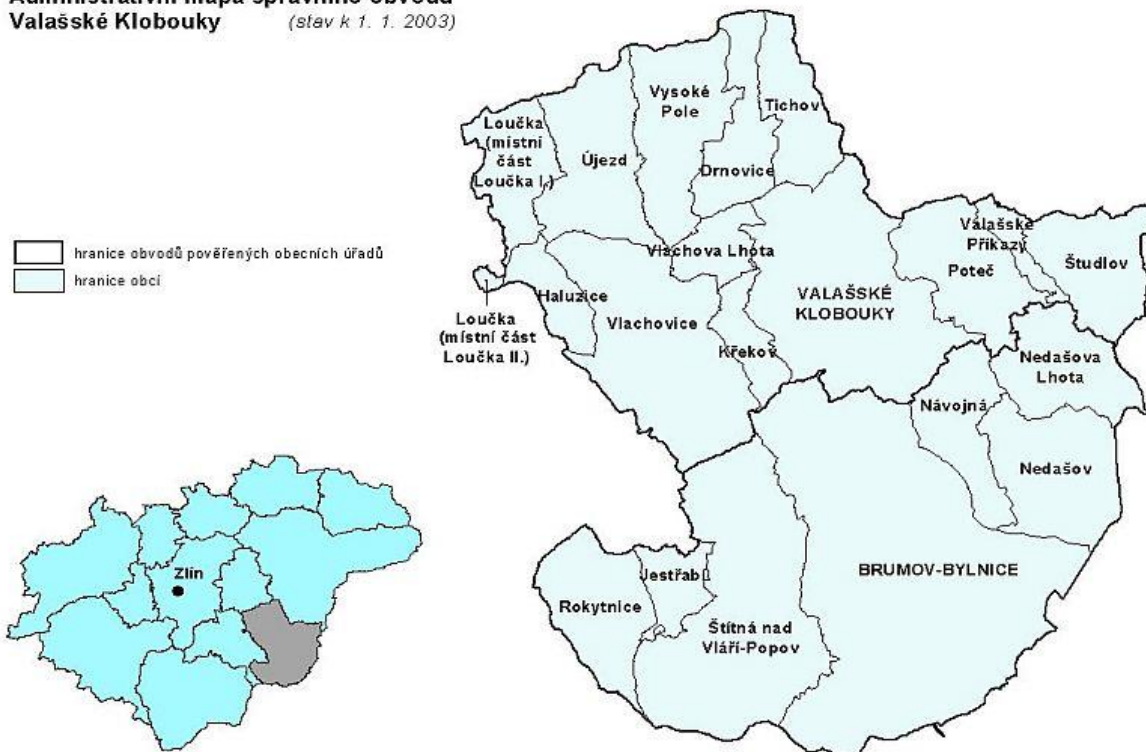 Administrativní mapa správního obvodu
Valašské Klobouky (stav k 1. 1. 2003)
hranice obvodů pověřených obecních úřadů
hranice obcí
Loučka
(místní
část
Loučka I.)
Újezd
Vysoké
Pole
Tichov
Drnovice
Vlachova Lhota
Valašské
Příkazy
Poteč
Študlov
Haluzice
Vlachovice
VALAŠSKÉ
KLOBOUKY
Loučka
(místní část
Loučka II.)
Křekov
Nedašova
Lhota
Návojná
Nedašov
BRUMOV-BYLNICE
Jestřabí
Rokytnice
Štítná nad
Vláří-Popov
Zlín